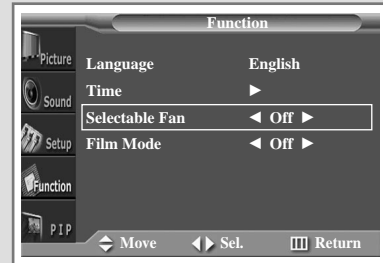 Function
Picture
Sound
Setup
Function
PIP
Language English
Time ►
Selectable Fan ◄ Off ►
Film Mode ◄ Off ►
Move Sel. Return